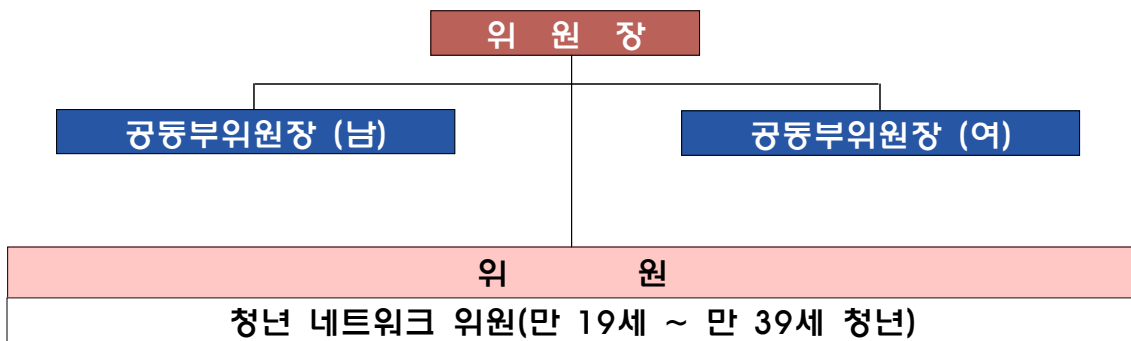 위 원 장
공동부위원장 (남)
공동부위원장 (여)
위 원
청년 네트워크 위원(만 19세 ~ 만 39세 청년)